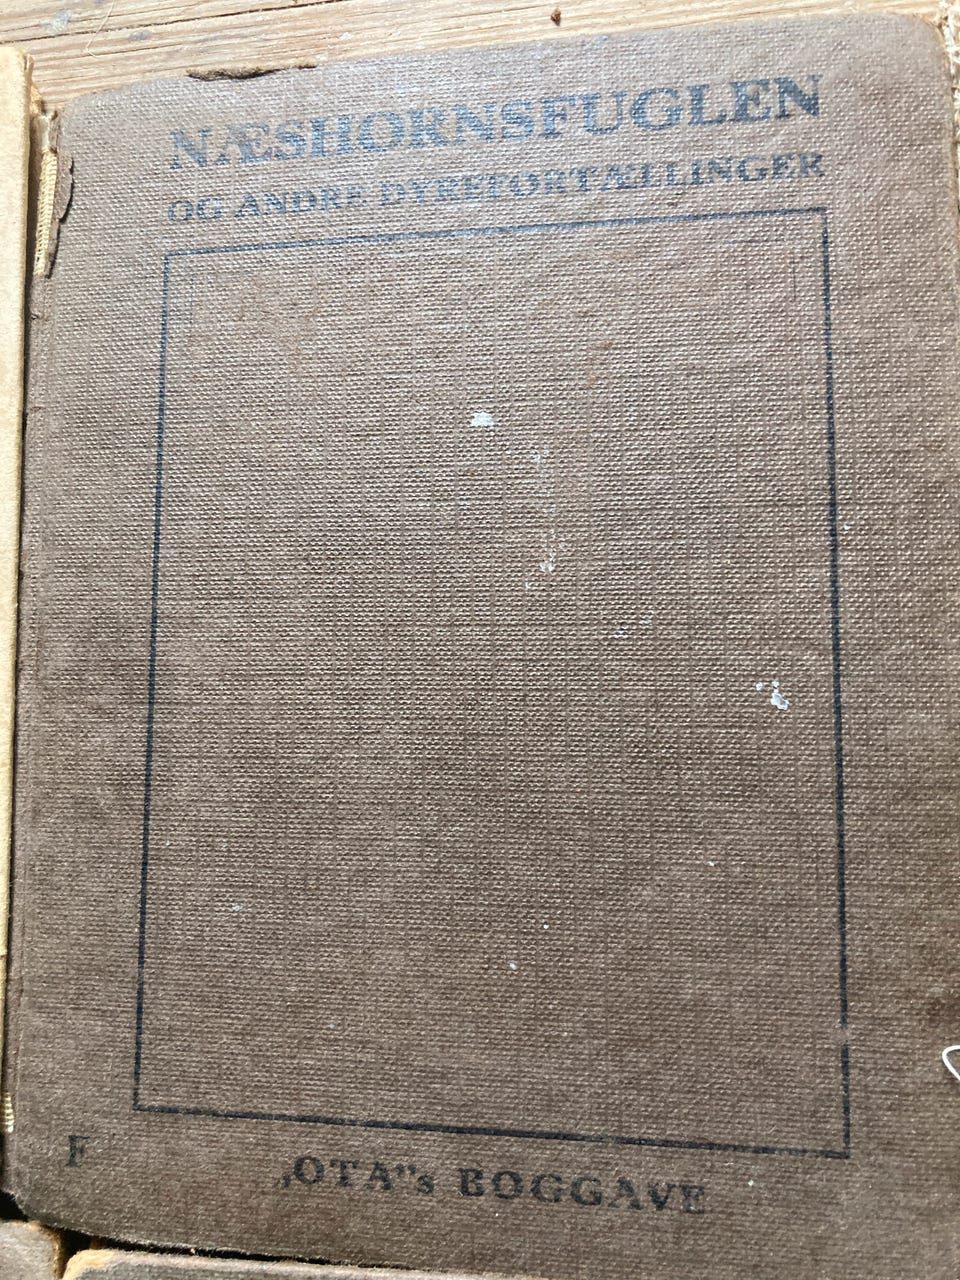 NÆSHORNSFUGLEN
OG ANDRE DYREFORTÆLLINGER
F
„OTA”s BOGGAVE